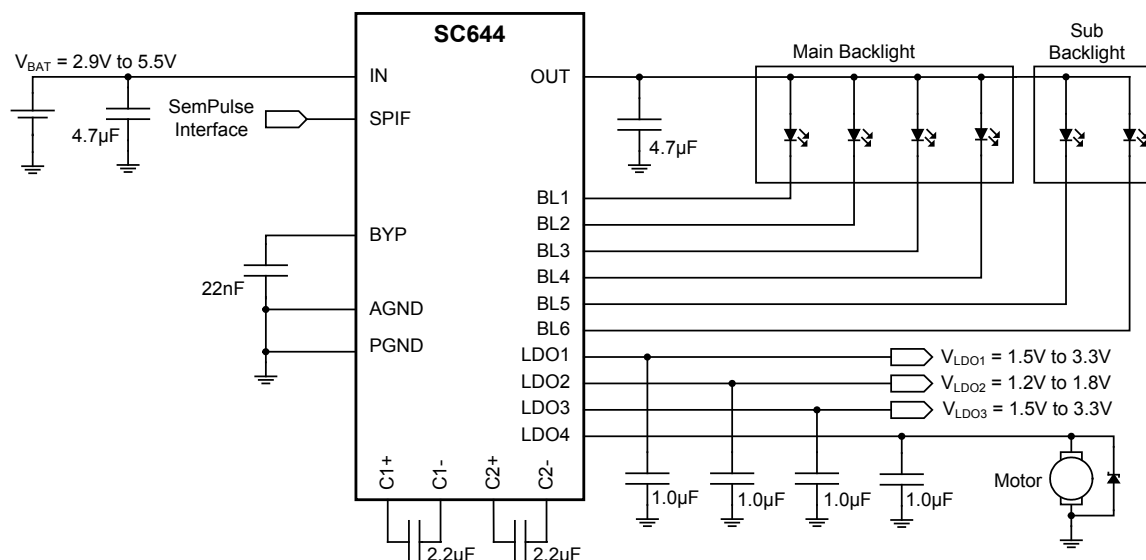 SC644
V_BAT = 2.9V to 5.5V
IN
OUT
Main Backlight
Sub
Backlight
4.7µF
SemPulse
Interface
SPIF
4.7µF
BL1
BL2
BL3
BL4
BL5
BL6
BYP
22nF
AGND
PGND
LDO1
V_LDO1 = 1.5V to 3.3V
LDO2
V_LDO2 = 1.2V to 1.8V
LDO3
V_LDO3 = 1.5V to 3.3V
LDO4
C1+
C1-
C2+
C2-
1.0µF
1.0µF
1.0µF
1.0µF
Motor
2.2µF
2.2µF